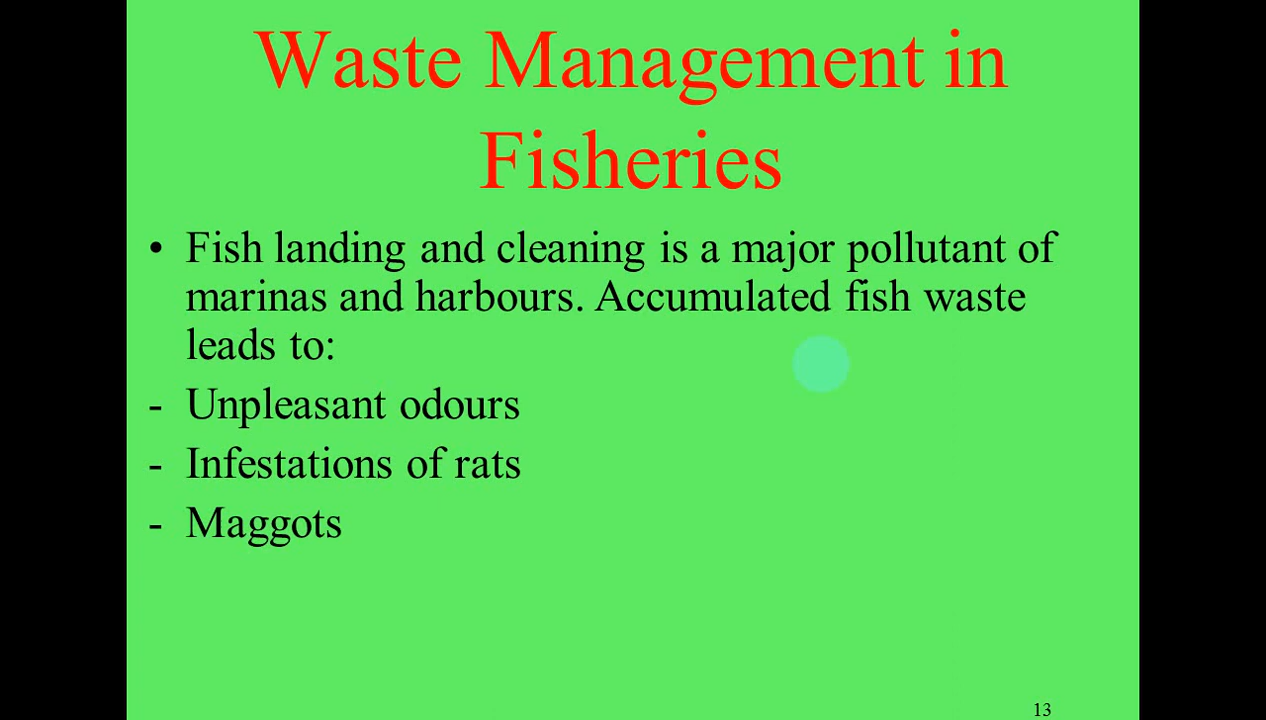 Waste Management in
Fisheries
• Fish landing and cleaning is a major pollutant of
marinas and harbours. Accumulated fish waste
leads to:
- Unpleasant odours
- Infestations of rats
- Maggots
13